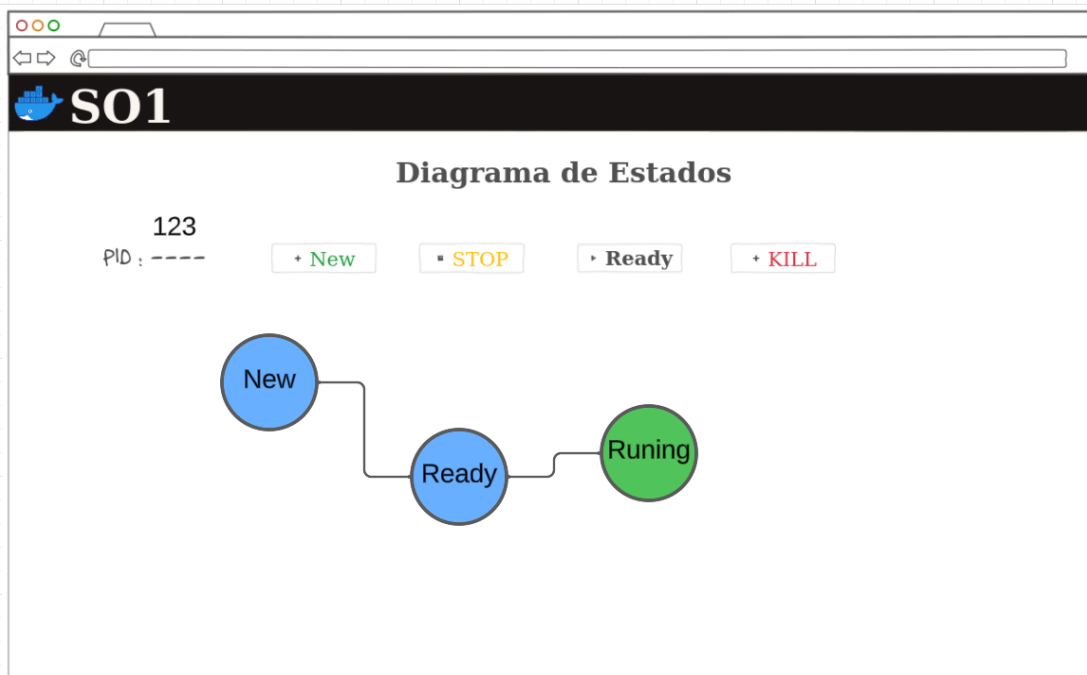 SO1
Diagrama de Estados
123
PID : ----
+ New
STOP
Ready
+ KILL
New
Ready
Runing